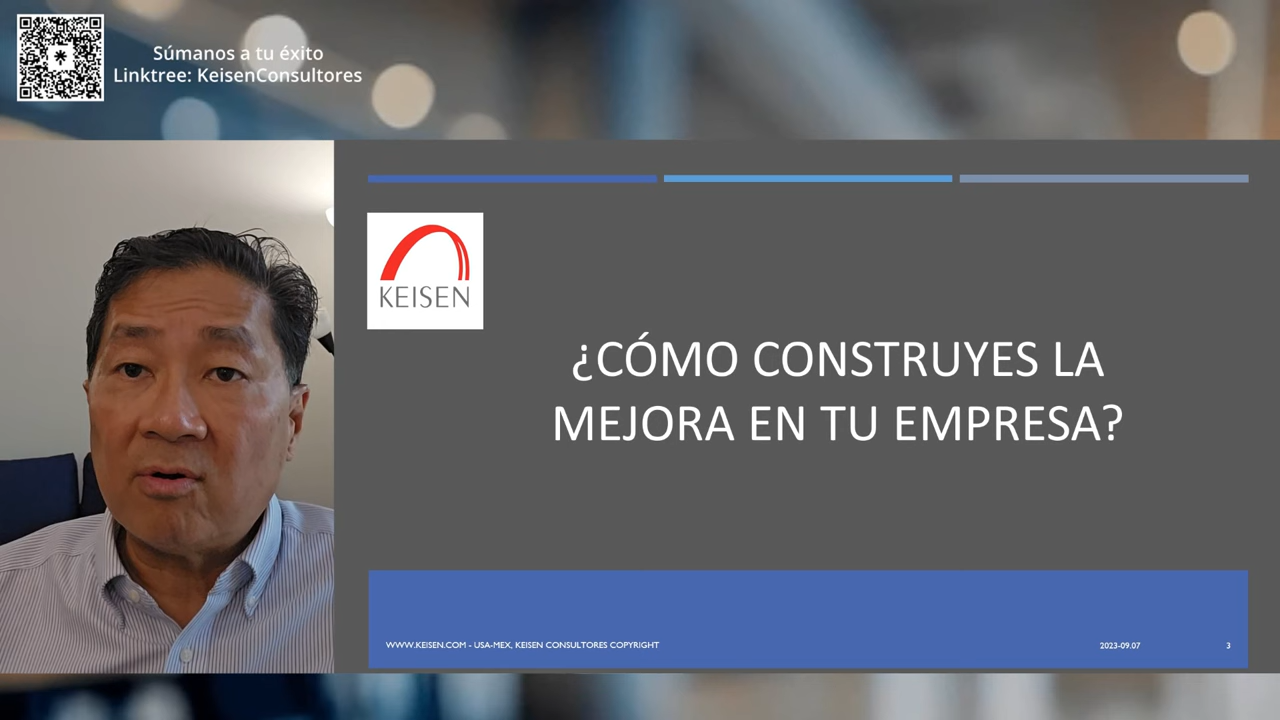 Súmanos a tu éxito
Linktree: KeisenConsultores
KEISEN
¿CÓMO CONSTRUYES LA
MEJORA EN TU EMPRESA?
WWW.KEISEN.COM - USA-MEX, KEISEN CONSULTORES COPYRIGHT
2023-09.07
3